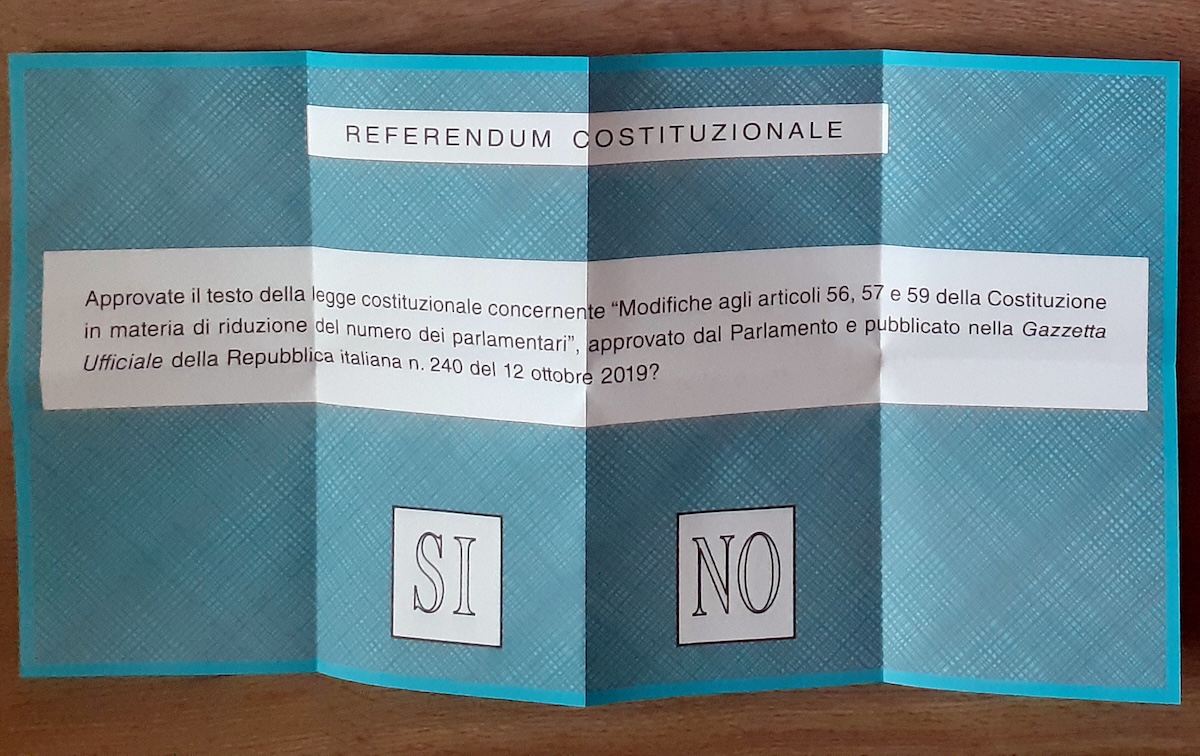 REFERENDUM COSTITUZIONALE
Approvate il testo della legge costituzionale concernente “Modifiche agli articoli 56, 57 e 59 della Costituzione
in materia di riduzione del numero dei parlamentari”, approvato dal Parlamento e pubblicato nella Gazzetta
Ufficiale della Repubblica italiana n. 240 del 12 ottobre 2019?
SI NO